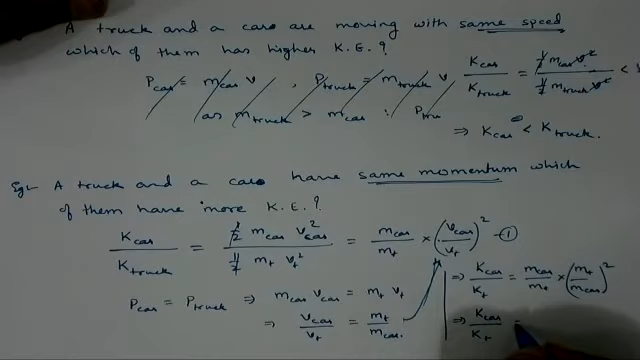 A truck and a car are moving with same speed
which of them has higher K.E.?
P_car = m_car v , P_truck = m_truck v
as m_truck > m_car ∴ P_tru
K_car / K_truck = ½ m_car v² / ½ m_truck v² <
⇒ K_car < K_truck.
Eg:- A truck and a car have same momentum which
of them have more K.E.?
K_car / K_truck = ½ m_car v_car² / ½ m_t v_t² = m_car / m_t × (v_car / v_t)² - ①
P_car = P_truck ⇒ m_car v_car = m_t v_t
⇒ v_car / v_t = m_t / m_car.
⇒ K_car / K_t = m_car / m_t × (m_t / m_car)²
⇒ K_car / K_t =